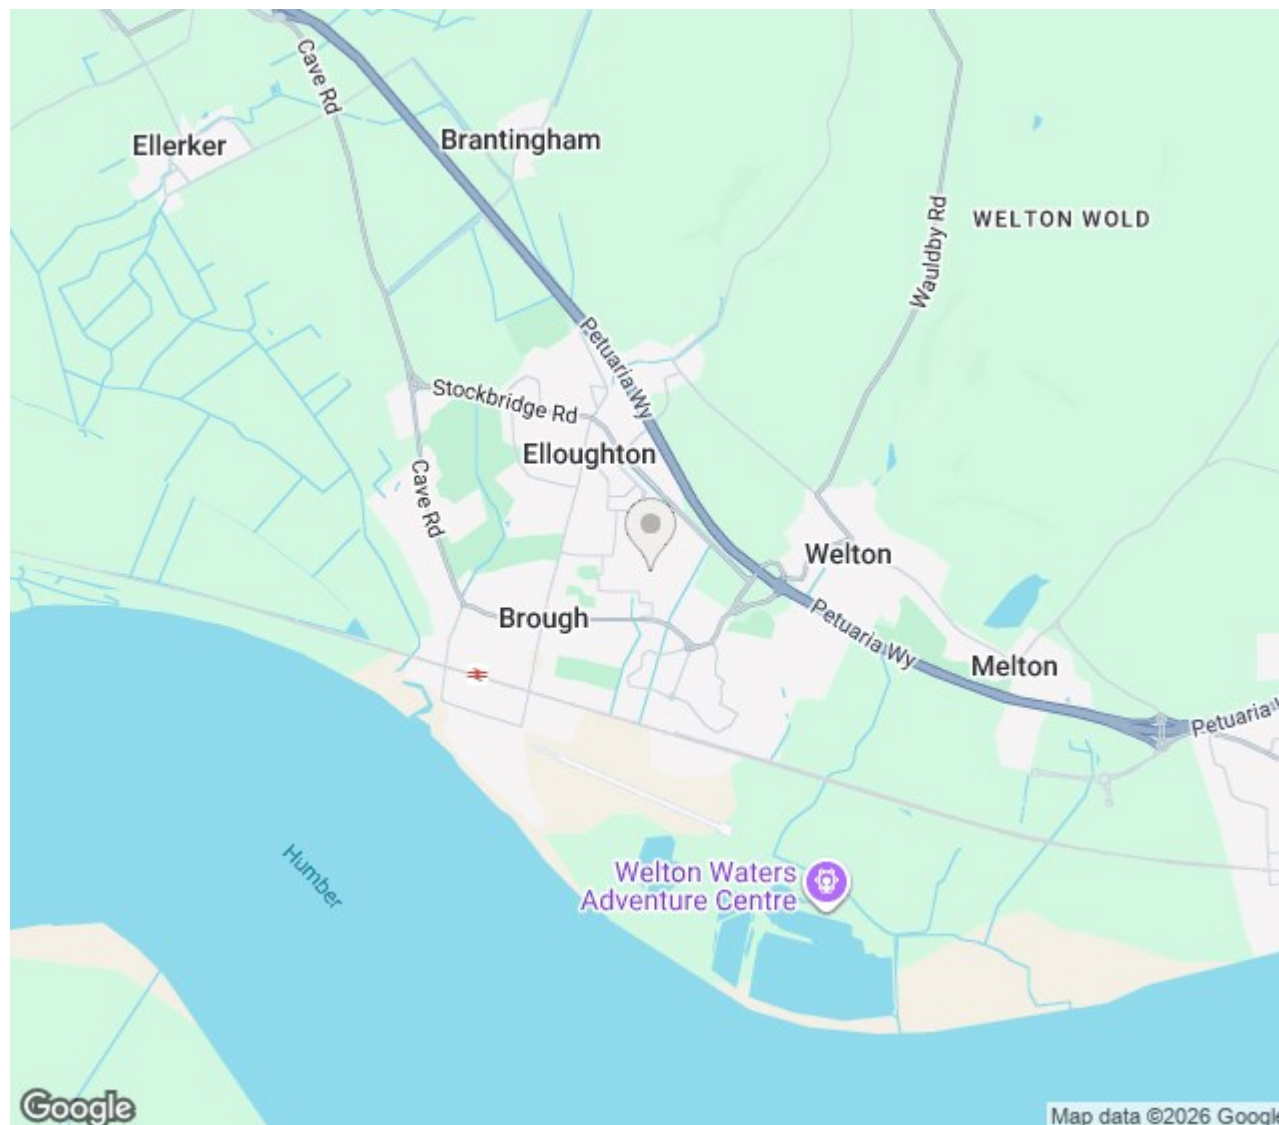 Cave Rd
Ellerker
Brantingham
WELTON WOLD
Wauldby Rd
Petuaria Wy
Stockbridge Rd
Elloughton
Cave Rd
Welton
Brough
Petuaria Wy
Melton
Petuaria
Humber
Welton Waters
Adventure Centre
Google
Map data ©2026 Google